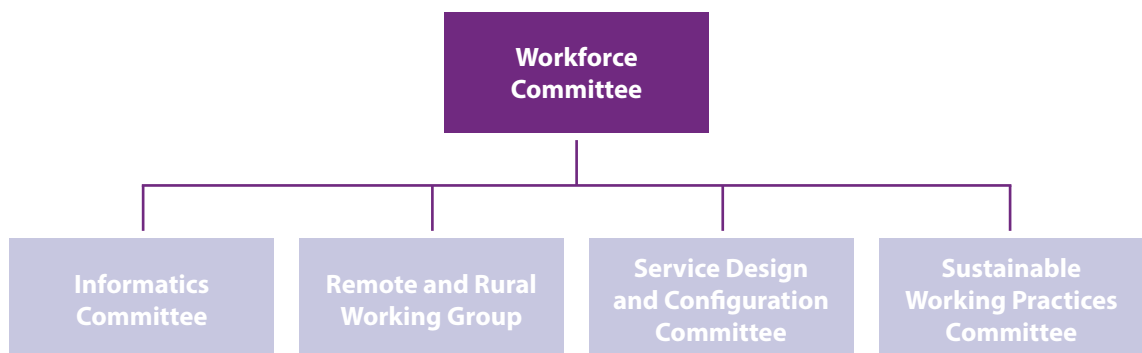 Workforce
Committee
Informatics
Committee
Remote and Rural
Working Group
Service Design
and Configuration
Committee
Sustainable
Working Practices
Committee